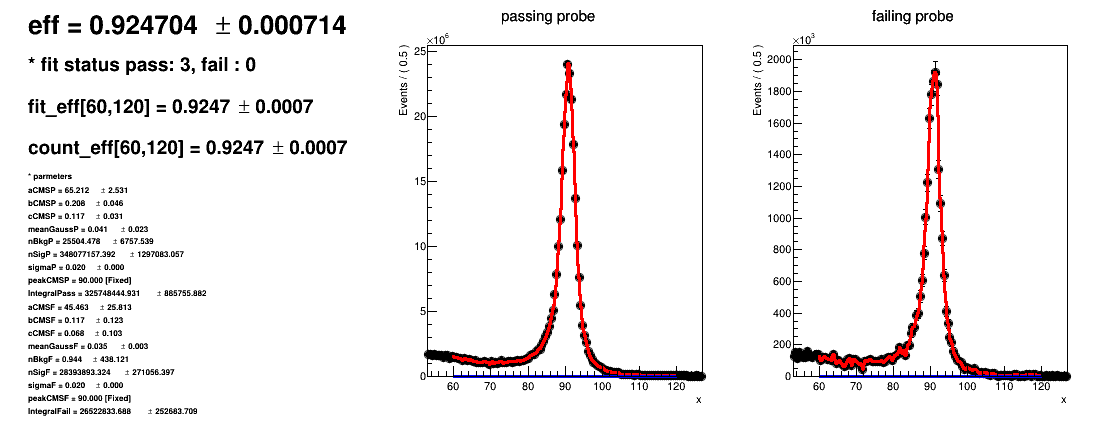 eff = 0.924704 ± 0.000714
* fit status pass: 3, fail : 0
fit_eff[60,120] = 0.9247 ± 0.0007
count_eff[60,120] = 0.9247 ± 0.0007
* parmeters
aCMSP = 65.212 ± 2.531
bCMSP = 0.208 ± 0.046
cCMSP = 0.117 ± 0.031
meanGaussP = 0.041 ± 0.023
nBkgP = 25504.478 ± 6757.539
nSigP = 348077157.392 ± 1297083.057
sigmaP = 0.020 ± 0.000
peakCMSP = 90.000 [Fixed]
IntegralPass = 325748444.931 ± 885755.882
aCMSF = 45.463 ± 25.813
bCMSF = 0.117 ± 0.123
cCMSF = 0.068 ± 0.103
meanGaussF = 0.035 ± 0.003
nBkgF = 0.944 ± 438.121
nSigF = 28393893.324 ± 271056.397
sigmaF = 0.020 ± 0.000
peakCMSF = 90.000 [Fixed]
IntegralFail = 26522833.688 ± 252683.709
passing probe
×10⁶
Events / ( 0.5 )
25
20
15
10
5
0
60 70 80 90 100 110 120
x
failing probe
×10³
Events / ( 0.5 )
2000
1800
1600
1400
1200
1000
800
600
400
200
0
60 70 80 90 100 110 120
x